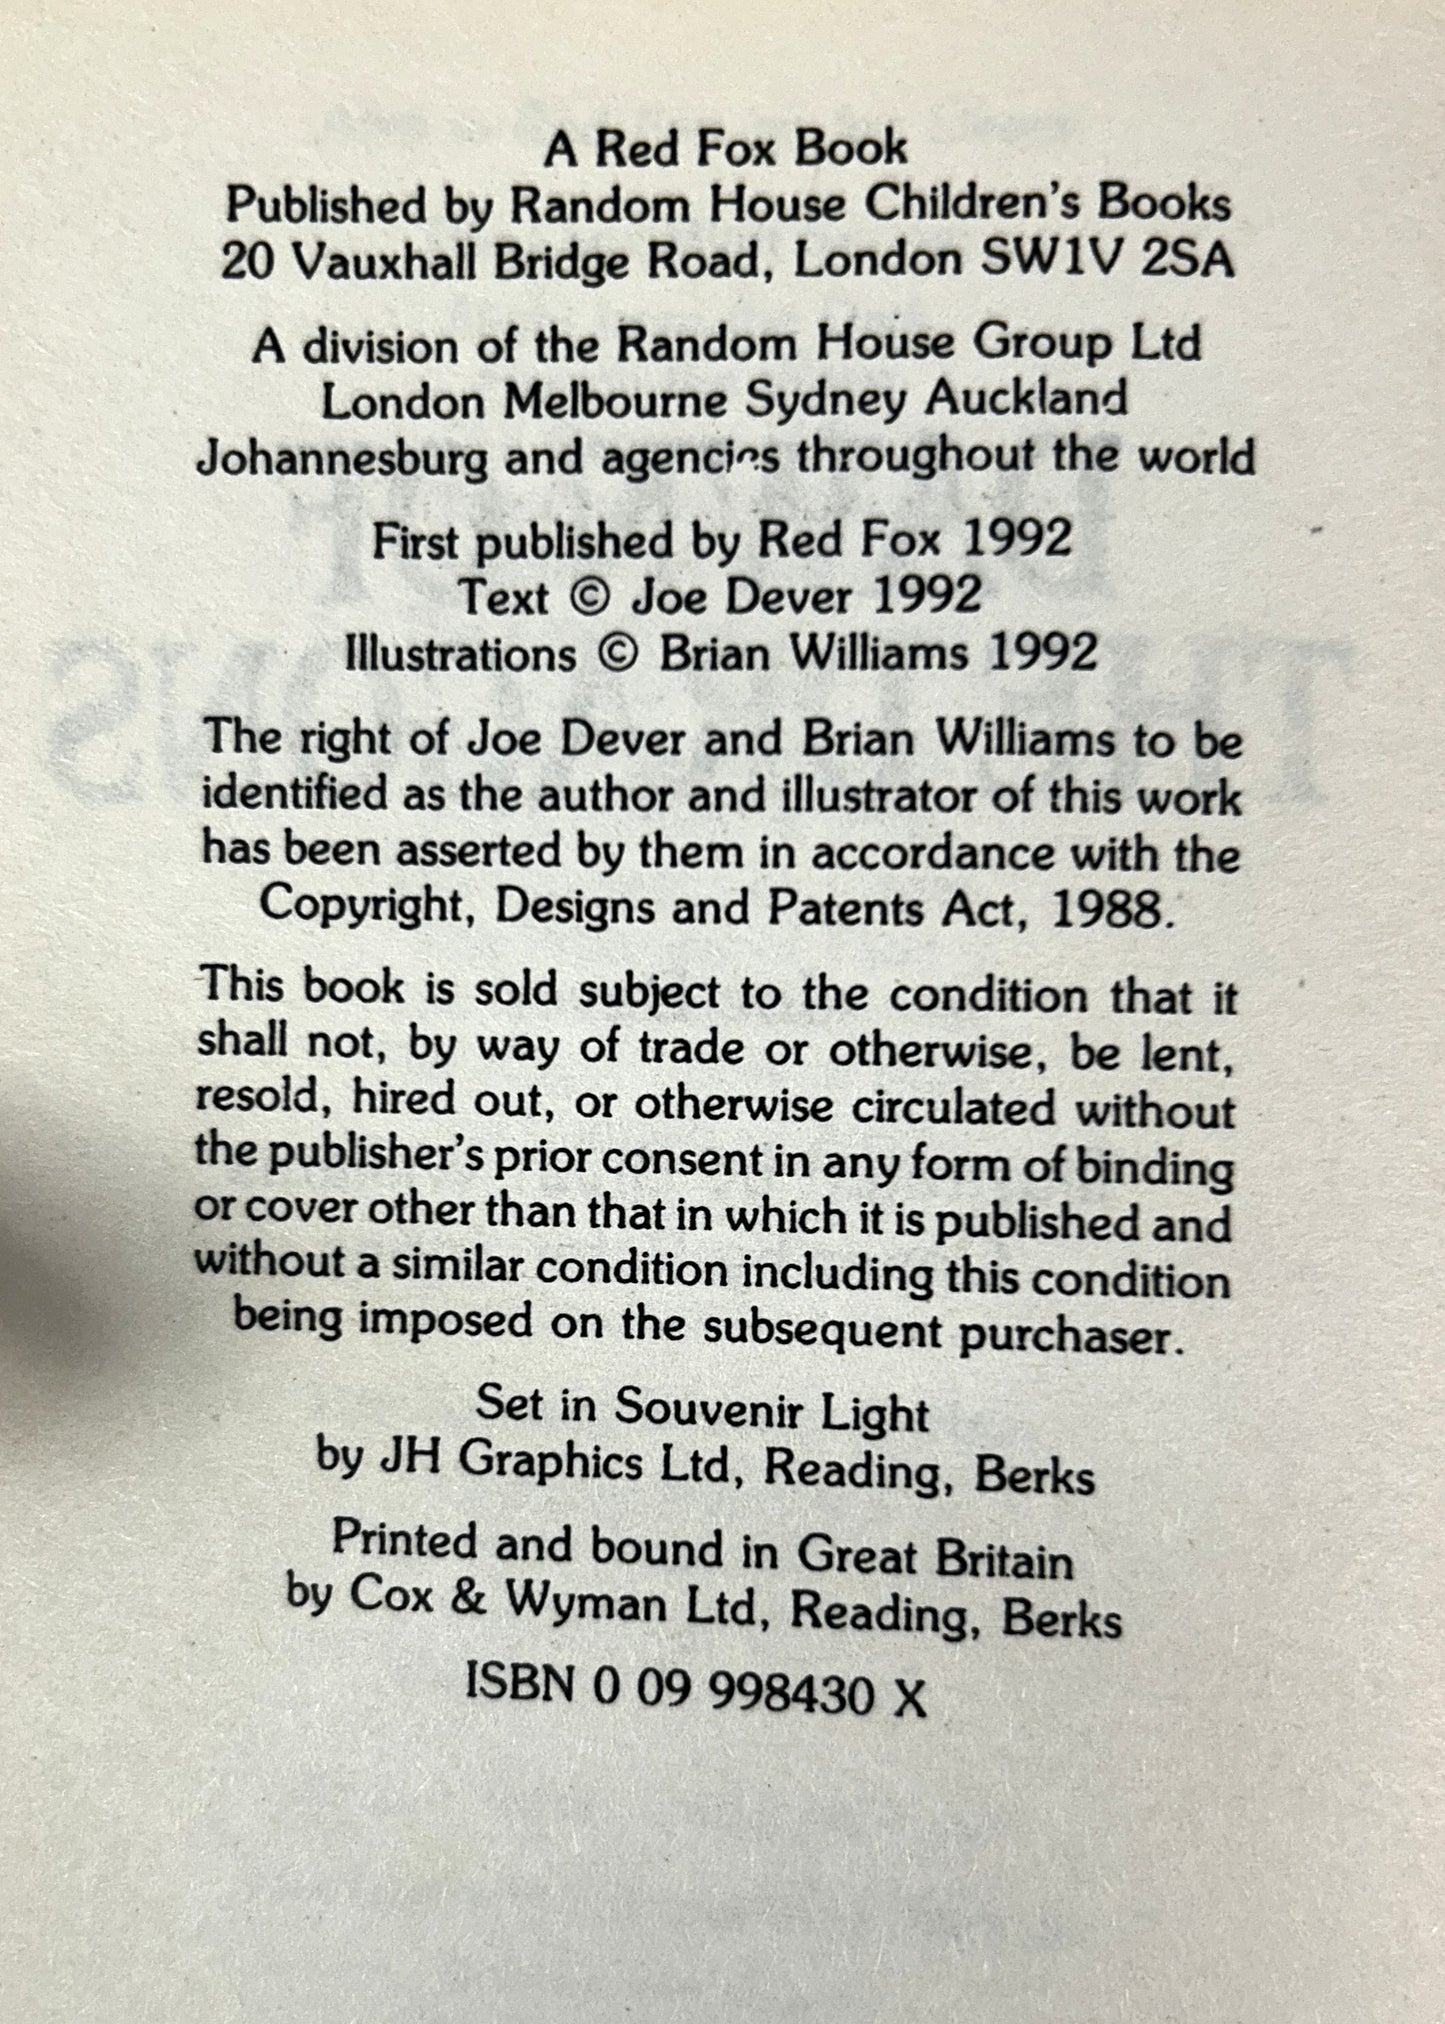 A Red Fox Book
Published by Random House Children's Books
20 Vauxhall Bridge Road, London SW1V 2SA
A division of the Random House Group Ltd
London Melbourne Sydney Auckland
Johannesburg and agencies throughout the world
First published by Red Fox 1992
Text © Joe Dever 1992
Illustrations © Brian Williams 1992
The right of Joe Dever and Brian Williams to be
identified as the author and illustrator of this work
has been asserted by them in accordance with the
Copyright, Designs and Patents Act, 1988.
This book is sold subject to the condition that it
shall not, by way of trade or otherwise, be lent,
resold, hired out, or otherwise circulated without
the publisher's prior consent in any form of binding
or cover other than that in which it is published and
without a similar condition including this condition
being imposed on the subsequent purchaser.
Set in Souvenir Light
by JH Graphics Ltd, Reading, Berks
Printed and bound in Great Britain
by Cox & Wyman Ltd, Reading, Berks
ISBN 0 09 998430 X